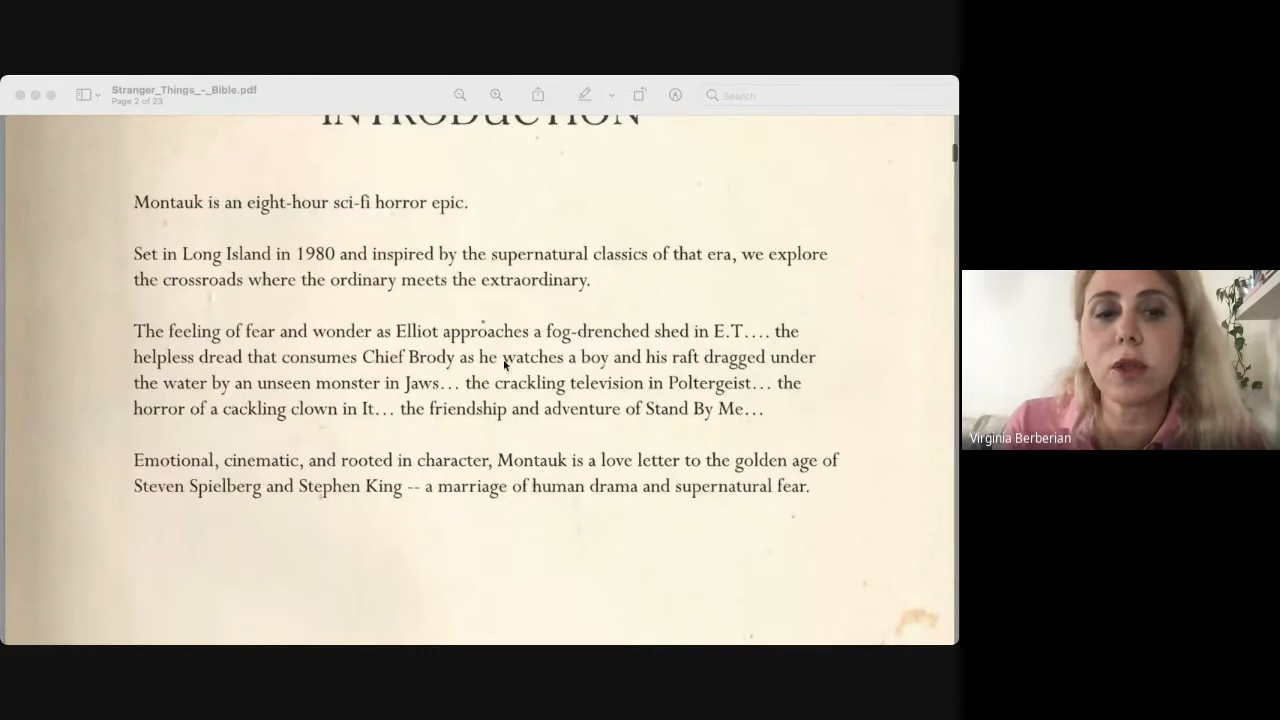 Stranger_Things_-_Bible.pdf
Page 2 of 23
Search
INTRODUCTION
Montauk is an eight-hour sci-fi horror epic.
Set in Long Island in 1980 and inspired by the supernatural classics of that era, we explore
the crossroads where the ordinary meets the extraordinary.
The feeling of fear and wonder as Elliot approaches a fog-drenched shed in E.T.… the
helpless dread that consumes Chief Brody as he watches a boy and his raft dragged under
the water by an unseen monster in Jaws… the crackling television in Poltergeist… the
horror of a cackling clown in It… the friendship and adventure of Stand By Me…
Emotional, cinematic, and rooted in character, Montauk is a love letter to the golden age of
Steven Spielberg and Stephen King -- a marriage of human drama and supernatural fear.
Virginia Berberian